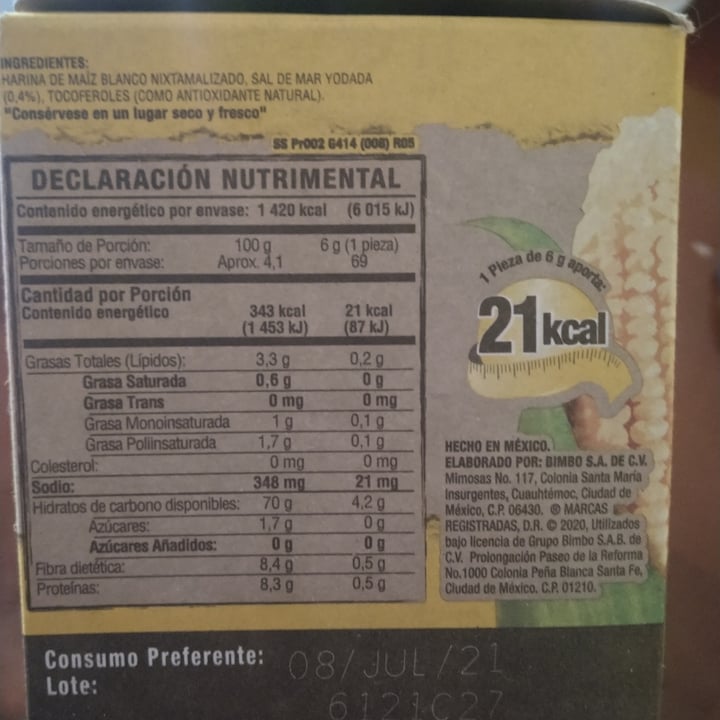 INGREDIENTES:
HARINA DE MAÍZ BLANCO NIXTAMALIZADO, SAL DE MAR YODADA
(0,4%), TOCOFEROLES (COMO ANTIOXIDANTE NATURAL).
"Consérvese en un lugar seco y fresco"
SS Pr002 6414 (008) R05
DECLARACIÓN NUTRIMENTAL
Contenido energético por envase: 1 420 kcal (6 015 kJ)
Tamaño de Porción: 100 g 6 g (1 pieza)
Porciones por envase: Aprox. 4,1 69
Cantidad por Porción
Contenido energético 343 kcal 21 kcal
(1 453 kJ) (87 kJ)
Grasas Totales (Lípidos): 3,3 g 0,2 g
Grasa Saturada 0,6 g 0 g
Grasa Trans 0 mg 0 mg
Grasa Monoinsaturada 1 g 0,1 g
Grasa Poliinsaturada 1,7 g 0,1 g
Colesterol: 0 mg 0 mg
Sodio: 348 mg 21 mg
Hidratos de carbono disponibles: 70 g 4,2 g
Azúcares: 1,7 g 0 g
Azúcares Añadidos: 0 g 0 g
Fibra dietética: 8,4 g 0,5 g
Proteínas: 8,3 g 0,5 g
1 Pieza de 6 g aporta:
21 kcal
HECHO EN MÉXICO.
ELABORADO POR: BIMBO S.A. DE C.V.
Mimosas No. 117, Colonia Santa María
Insurgentes, Cuauhtémoc, Ciudad de
México, C.P. 06430. ® MARCAS
REGISTRADAS, D.R. © 2020, Utilizados
bajo licencia de Grupo Bimbo S.A.B. de
C.V. Prolongación Paseo de la Reforma
No.1000 Colonia Peña Blanca Santa Fe,
Ciudad de México. C.P. 01210.
Consumo Preferente: 08/JUL/21
Lote: 6121C27